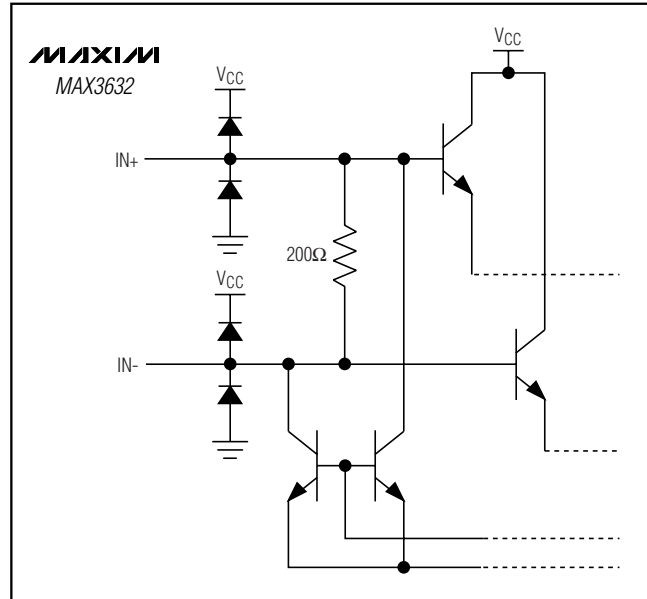 MAXIM
MAX3632
VCC
VCC
IN+
200Ω
VCC
IN-